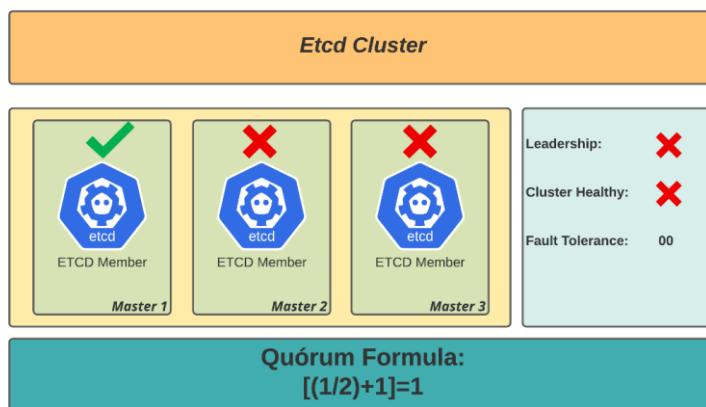 Etcd Cluster
etcd
ETCD Member
Master 1
etcd
ETCD Member
Master 2
etcd
ETCD Member
Master 3
Leadership:
Cluster Healthy:
Fault Tolerance: 00
Quórum Formula:
[(1/2)+1]=1